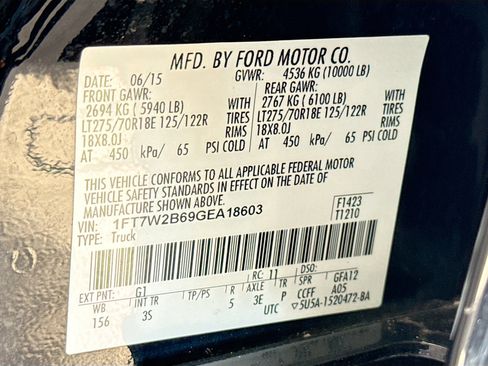 MFD. BY FORD MOTOR CO.
DATE: 06/15 GVWR: 4536 KG (10000 LB)
FRONT GAWR: REAR GAWR:
2694 KG ( 5940 LB) WITH 2767 KG ( 6100 LB) WITH
LT275/70R18E 125/122R TIRES LT275/70R18E 125/122R TIRES
18X8.0J RIMS 18X8.0J RIMS
AT 450 kPa/ 65 PSI COLD AT 450 kPa/ 65 PSI COLD
THIS VEHICLE CONFORMS TO ALL APPLICABLE FEDERAL MOTOR
VEHICLE SAFETY STANDARDS IN EFFECT ON THE DATE OF
MANUFACTURE SHOWN ABOVE.
VIN: 1FT7W2B69GEA18603 F1423
TYPE: Truck T1210
EXT PNT: G1 RC: 11 DSO: GFA12
WB INT TR TP/PS R AXLE TR SPR A05
156 3S 5 3E P CCFF
UTC ▽5U5A-1520472-BA